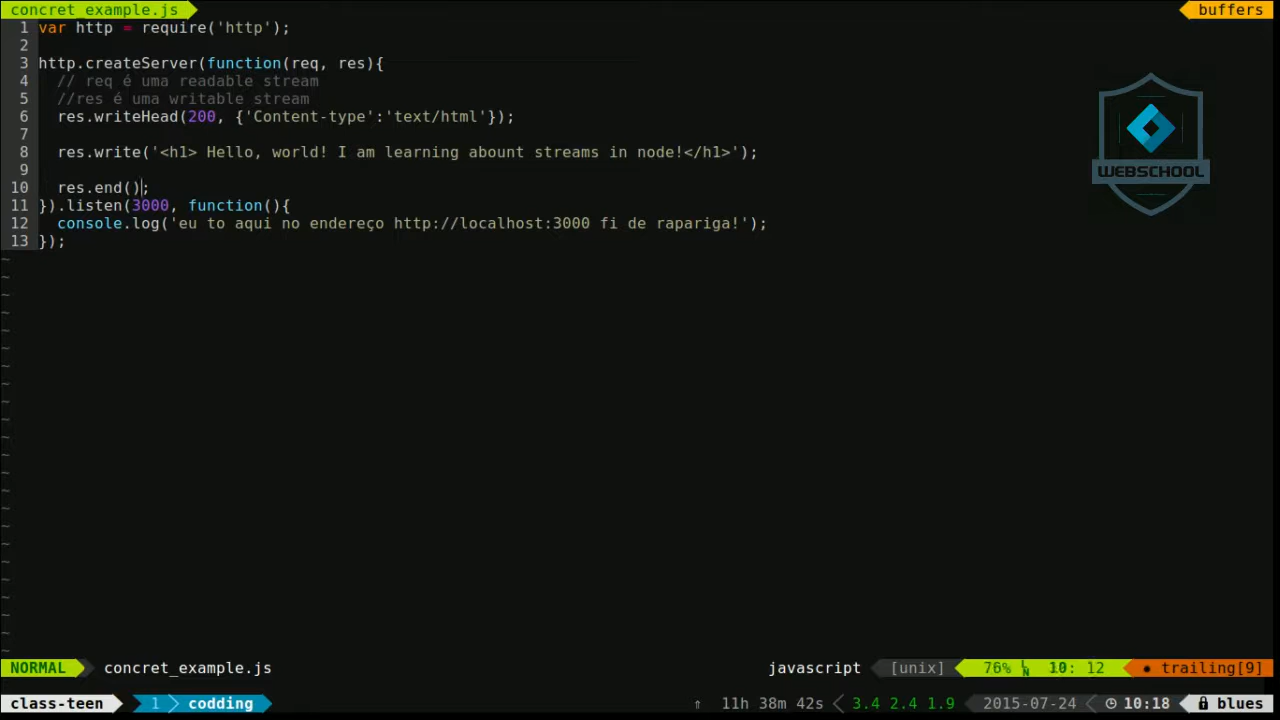 concret_example.js buffers
1 var http = require('http');
2
3 http.createServer(function(req, res){
4 // req é uma readable stream
5 //res é uma writable stream
6 res.writeHead(200, {'Content-type':'text/html'});
7
8 res.write('<h1> Hello, world! I am learning abount streams in node!</h1>');
9
10 res.end();
11 }).listen(3000, function(){
12 console.log('eu to aqui no endereço http://localhost:3000 fi de rapariga!');
13 });
WEBSCHOOL
NORMAL concret_example.js javascript [unix] 76% 10: 12 trailing[9]
class-teen 1 codding ↑ 11h 38m 42s 3.4 2.4 1.9 2015-07-24 10:18 blues